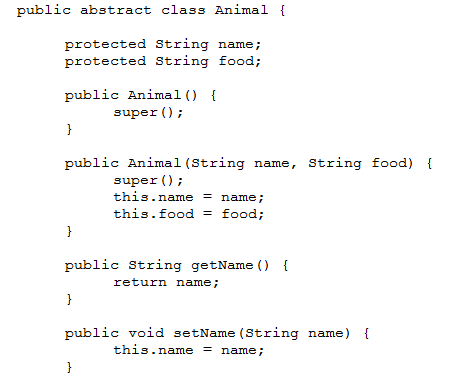 public abstract class Animal {
protected String name;
protected String food;
public Animal() {
super();
}
public Animal(String name, String food) {
super();
this.name = name;
this.food = food;
}
public String getName() {
return name;
}
public void setName(String name) {
this.name = name;
}